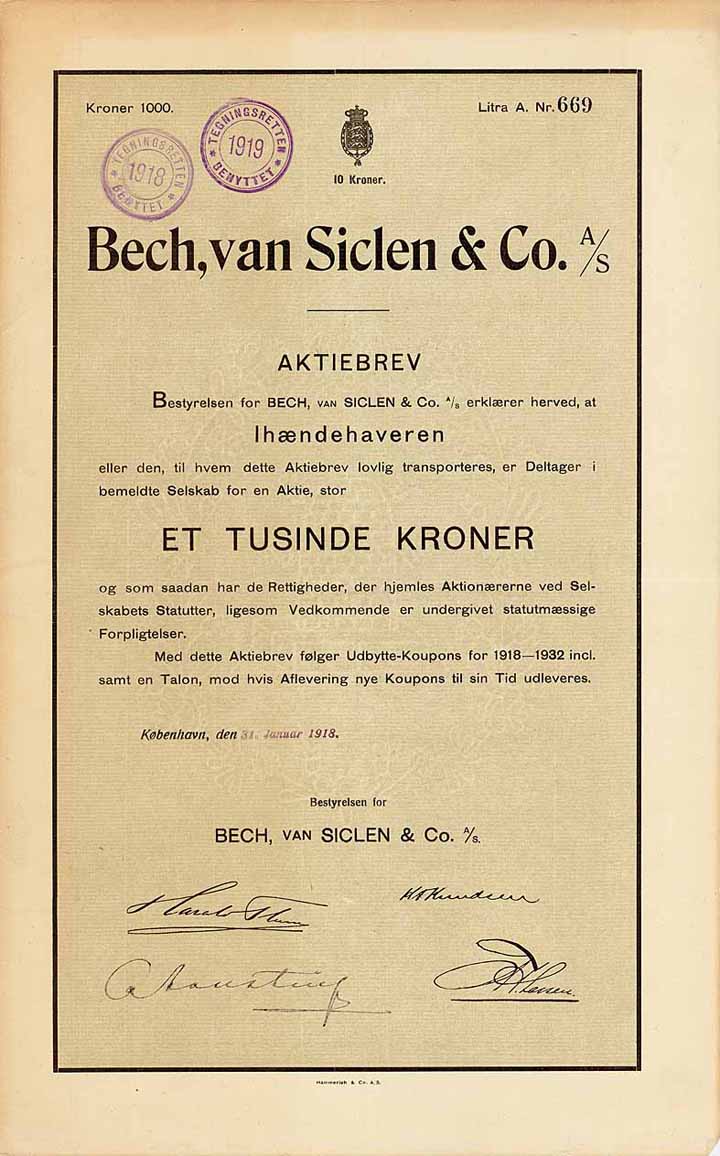 Kroner 1000.
Litra A. Nr. 669
TEGNINGSRETTEN
1918
BENYTTET
TEGNINGSRETTEN
1919
BENYTTET
10 Kroner.
Bech, van Siclen & Co. A/S
AKTIEBREV
Bestyrelsen for BECH, VAN SICLEN & Co. A/S erklærer herved, at
Ihændehaveren
eller den, til hvem dette Aktiebrev lovlig transporteres, er Deltager i
bemeldte Selskab for en Aktie, stor
ET TUSINDE KRONER
og som saadan har de Rettigheder, der hjemles Aktionærerne ved Sel-
skabets Statutter, ligesom Vedkommende er undergivet statutmæssige
Forpligtelser.
Med dette Aktiebrev følger Udbytte-Koupons for 1918—1932 incl.
samt en Talon, mod hvis Aflevering nye Koupons til sin Tid udleveres.
København, den 31. Januar 1918.
Bestyrelsen for
BECH, VAN SICLEN & Co. A/S.
Hammerich & Co. A.S.